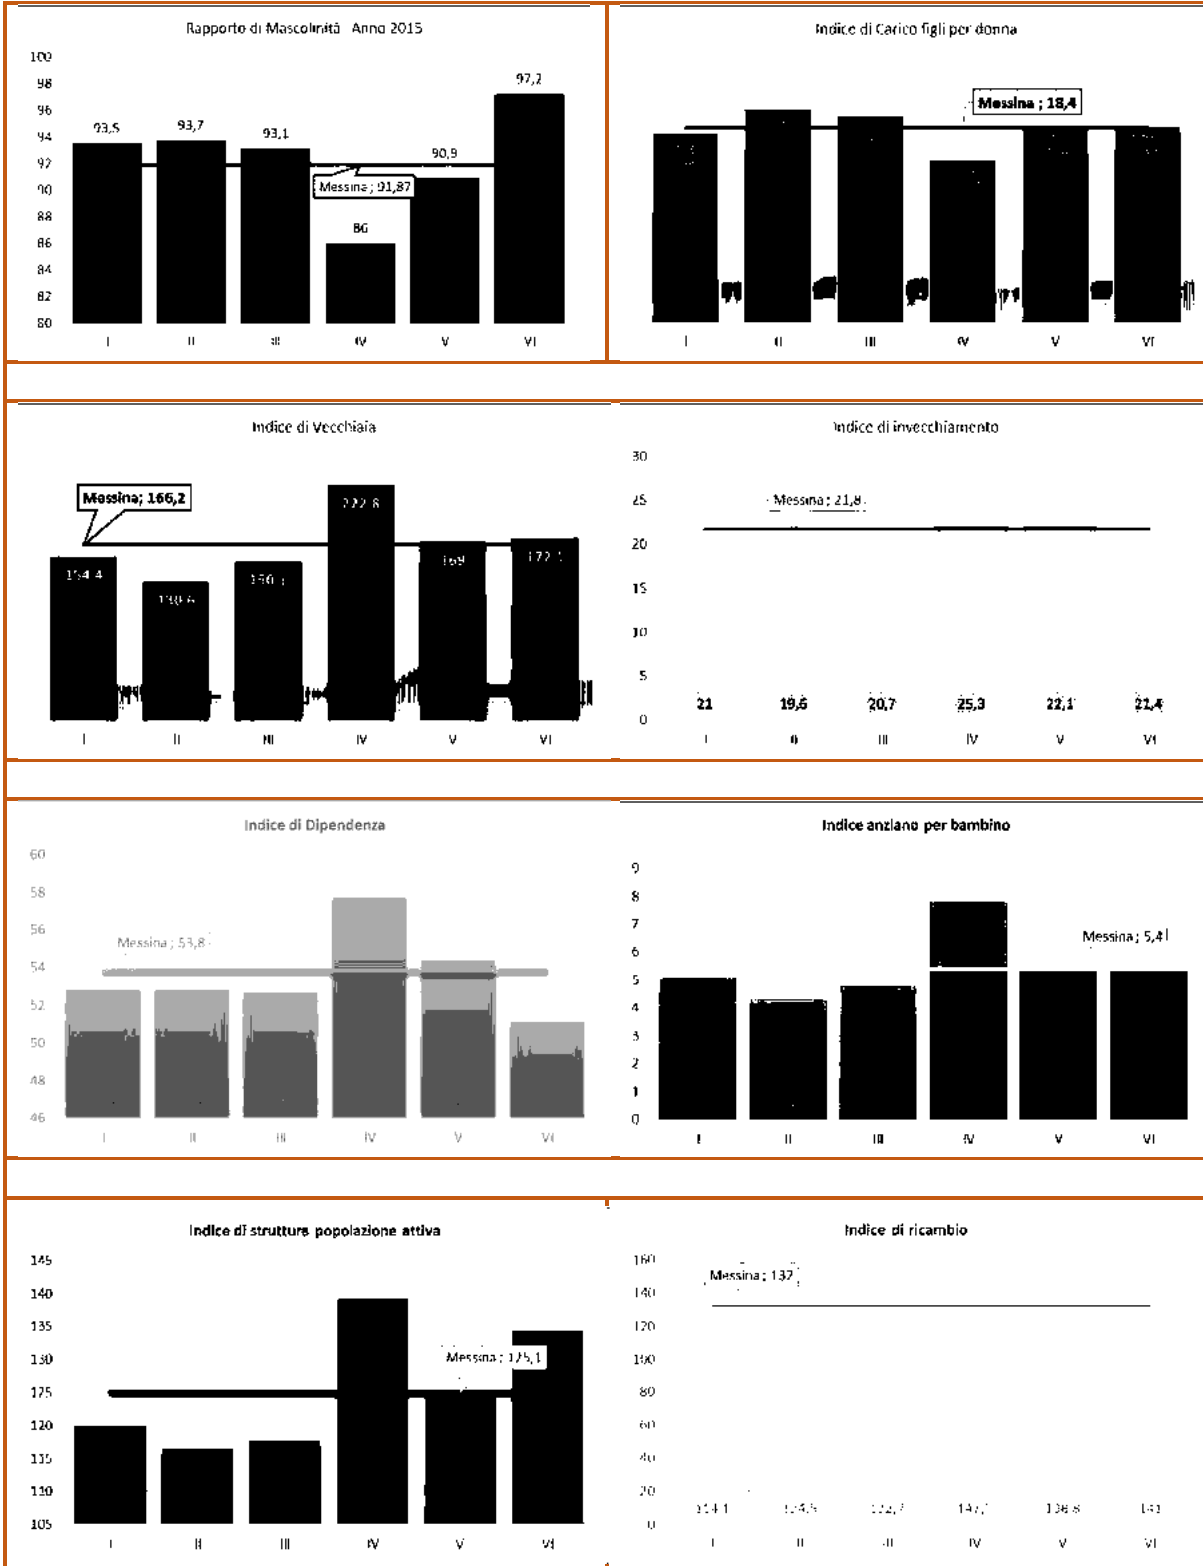 Rapporto di Mascolinità Anno 2015
100
98
96
94
92
90
88
86
84
82
80
93,5
93,7
93,1
86
90,9
97,2
Messina; 91,87
I
II
III
IV
V
VI
Indice di Carico figli per donna
Messina; 18,4
I
II
III
IV
V
VI
Indice di Vecchiaia
Messina; 166,2
154.4
222.8
169
I
II
III
IV
V
VI
Indice di invecchiamento
30
25
20
15
10
5
0
Messina; 21,8
21
19,6
20,7
25,3
22,1
21,4
I
II
III
IV
V
VI
Indice di Dipendenza
60
58
56
54
52
50
48
46
Messina; 53,8
I
II
III
IV
V
VI
Indice anziano per bambino
9
8
7
6
5
4
3
2
1
0
Messina; 5,4
I
II
III
IV
V
VI
Indice di struttura popolazione attiva
145
140
135
130
125
120
115
110
105
Messina; 125,1
I
II
III
IV
V
VI
Indice di ricambio
160
140
120
100
80
60
40
20
0
Messina; 132
138.8
141
I
II
III
IV
V
VI